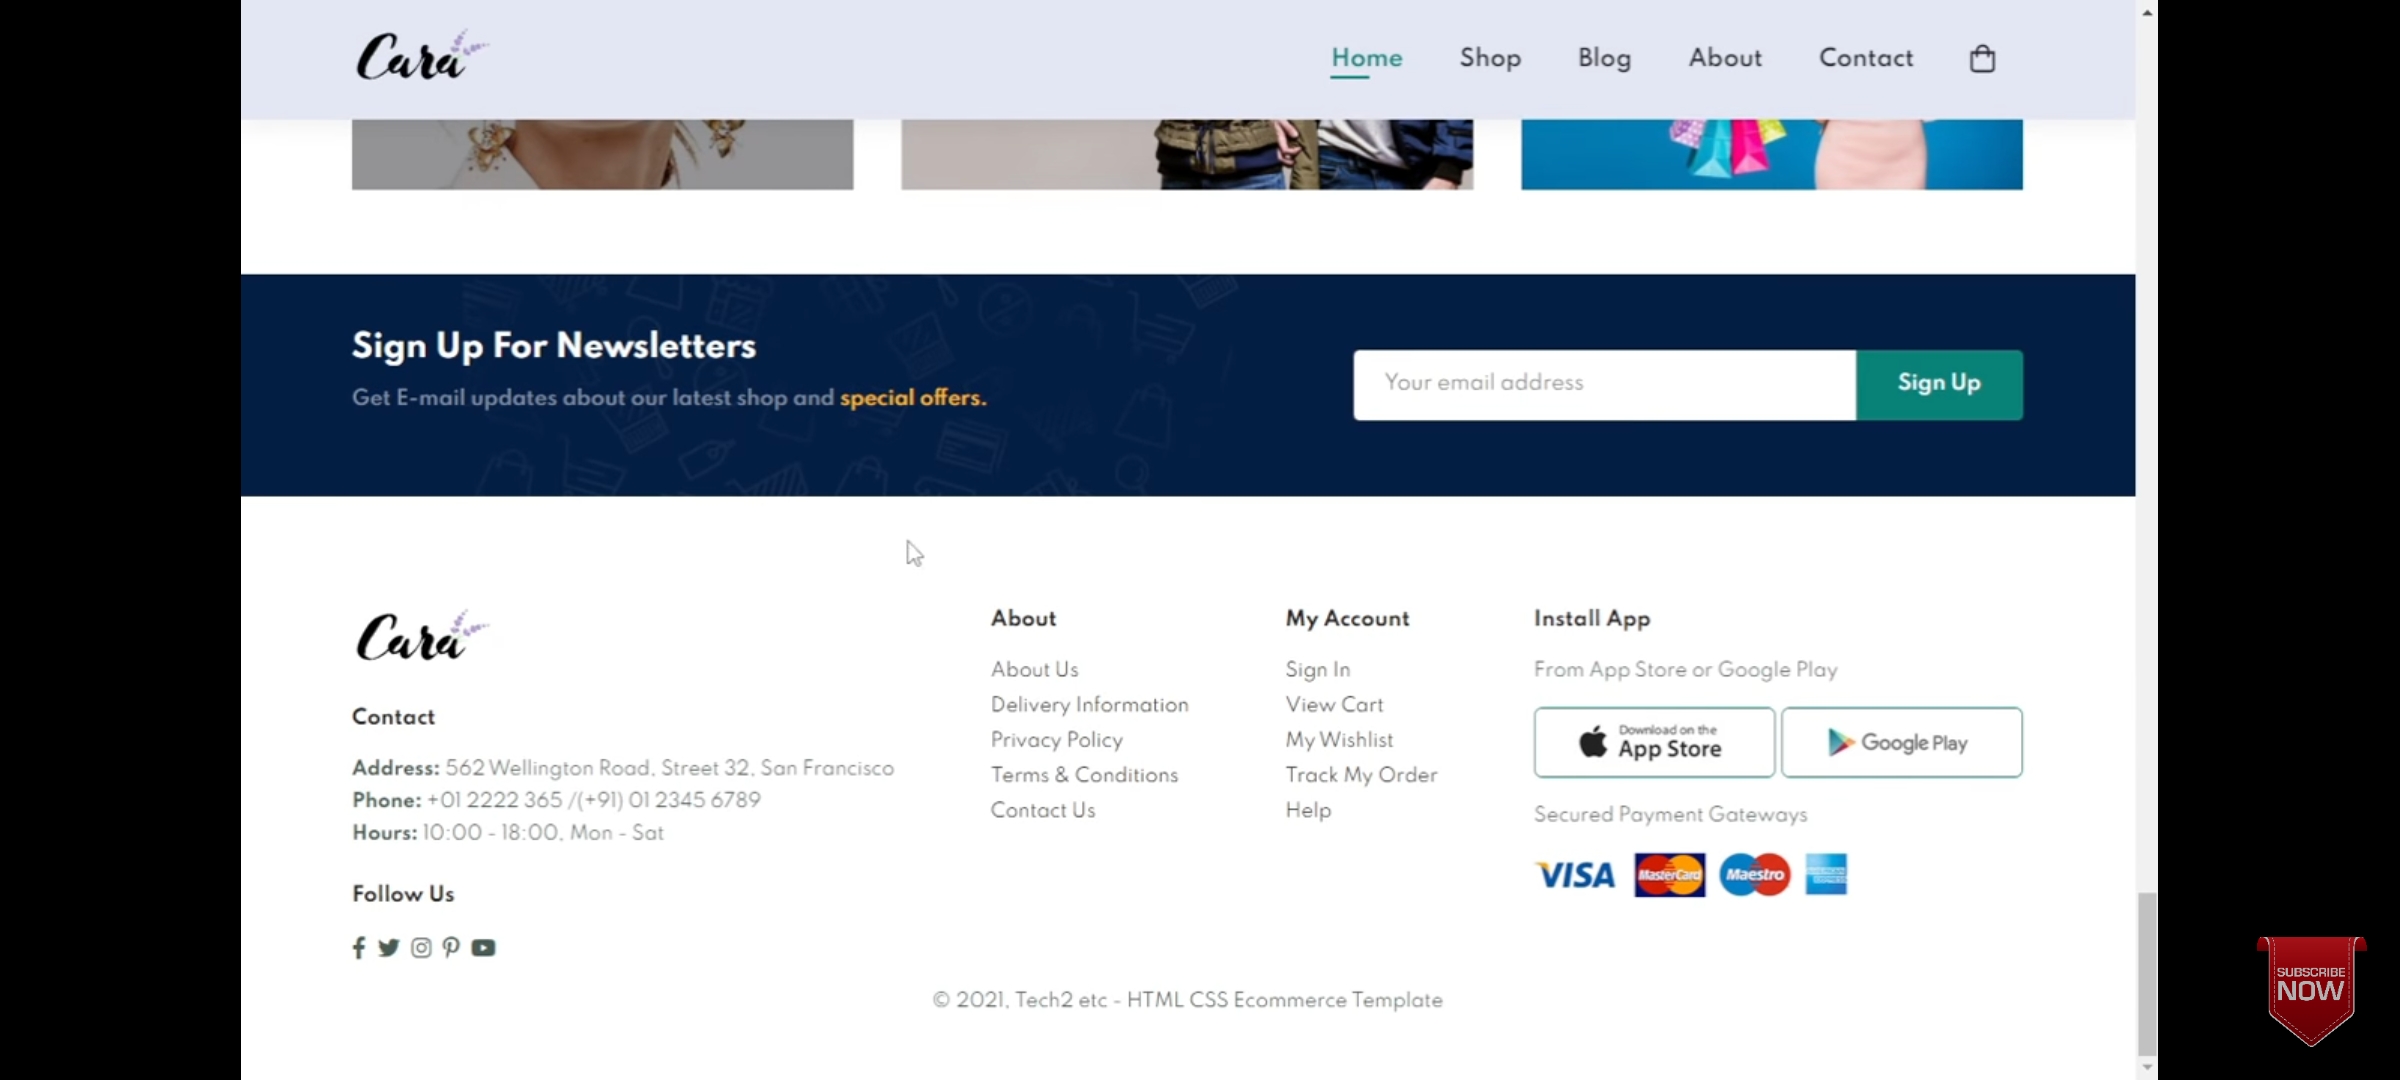 Cara
Home Shop Blog About Contact
Sign Up For Newsletters
Get E-mail updates about our latest shop and special offers.
Your email address
Sign Up
Cara
Contact
Address: 562 Wellington Road, Street 32, San Francisco
Phone: +01 2222 365 /(+91) 01 2345 6789
Hours: 10:00 - 18:00, Mon - Sat
Follow Us
About
About Us
Delivery Information
Privacy Policy
Terms & Conditions
Contact Us
My Account
Sign In
View Cart
My Wishlist
Track My Order
Help
Install App
From App Store or Google Play
Download on the
App Store
Google Play
Secured Payment Gateways
VISA MasterCard Maestro
© 2021, Tech2 etc - HTML CSS Ecommerce Template
SUBSCRIBE
NOW